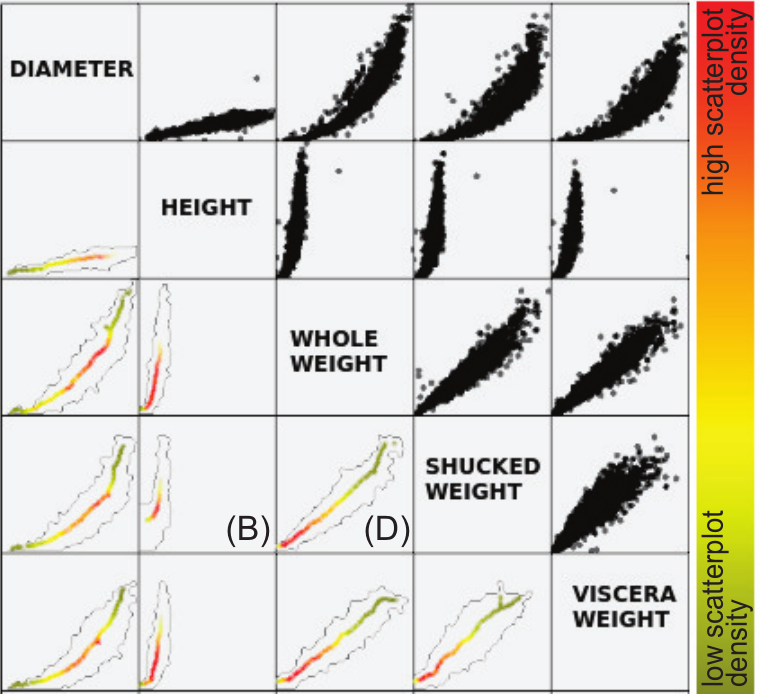 DIAMETER
HEIGHT
WHOLE
WEIGHT
SHUCKED
WEIGHT
(B)
(D)
VISCERA
WEIGHT
high scatterplot
density
low scatterplot
density